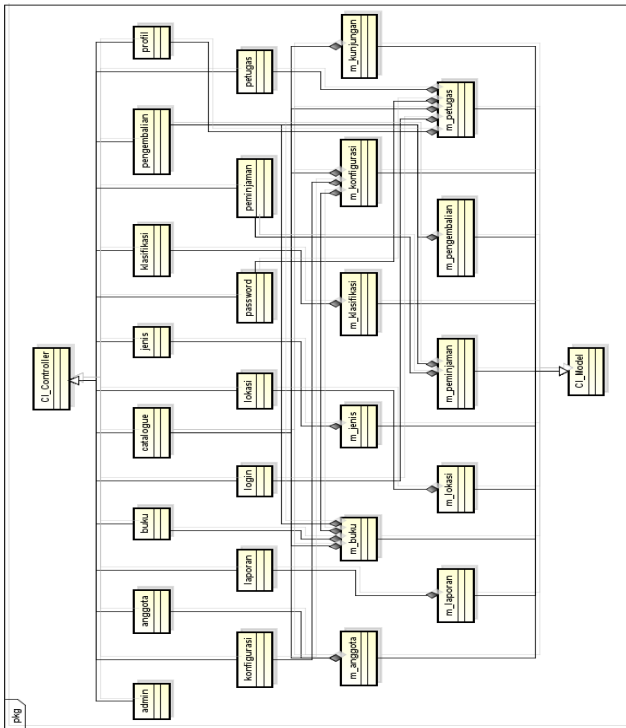 pkg
CI_Controller
admin
anggota
buku
catalogue
jenis
klasifikasi
pengembalian
profil
konfigurasi
laporan
login
lokasi
password
peminjaman
petugas
m_anggota
m_buku
m_jenis
m_klasifikasi
m_konfigurasi
m_kunjungan
m_laporan
m_lokasi
m_peminjaman
m_pengembalian
m_petugas
CI_Model